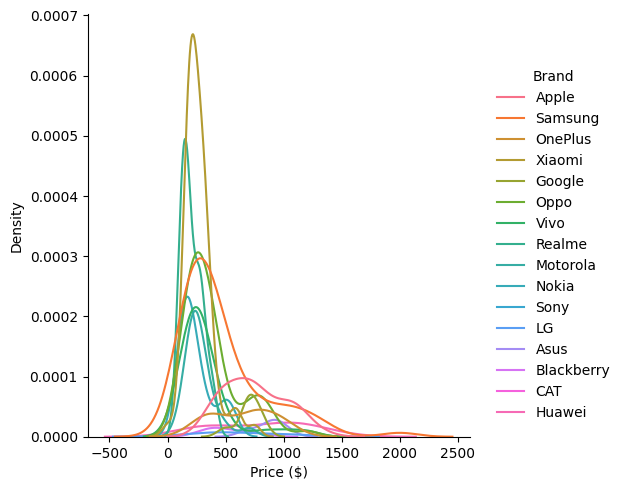 0.0007
0.0006
0.0005
0.0004
0.0003
0.0002
0.0001
0.0000
Density
−500
0
500
1000
1500
2000
2500
Price ($)
Brand
Apple
Samsung
OnePlus
Xiaomi
Google
Oppo
Vivo
Realme
Motorola
Nokia
Sony
LG
Asus
Blackberry
CAT
Huawei